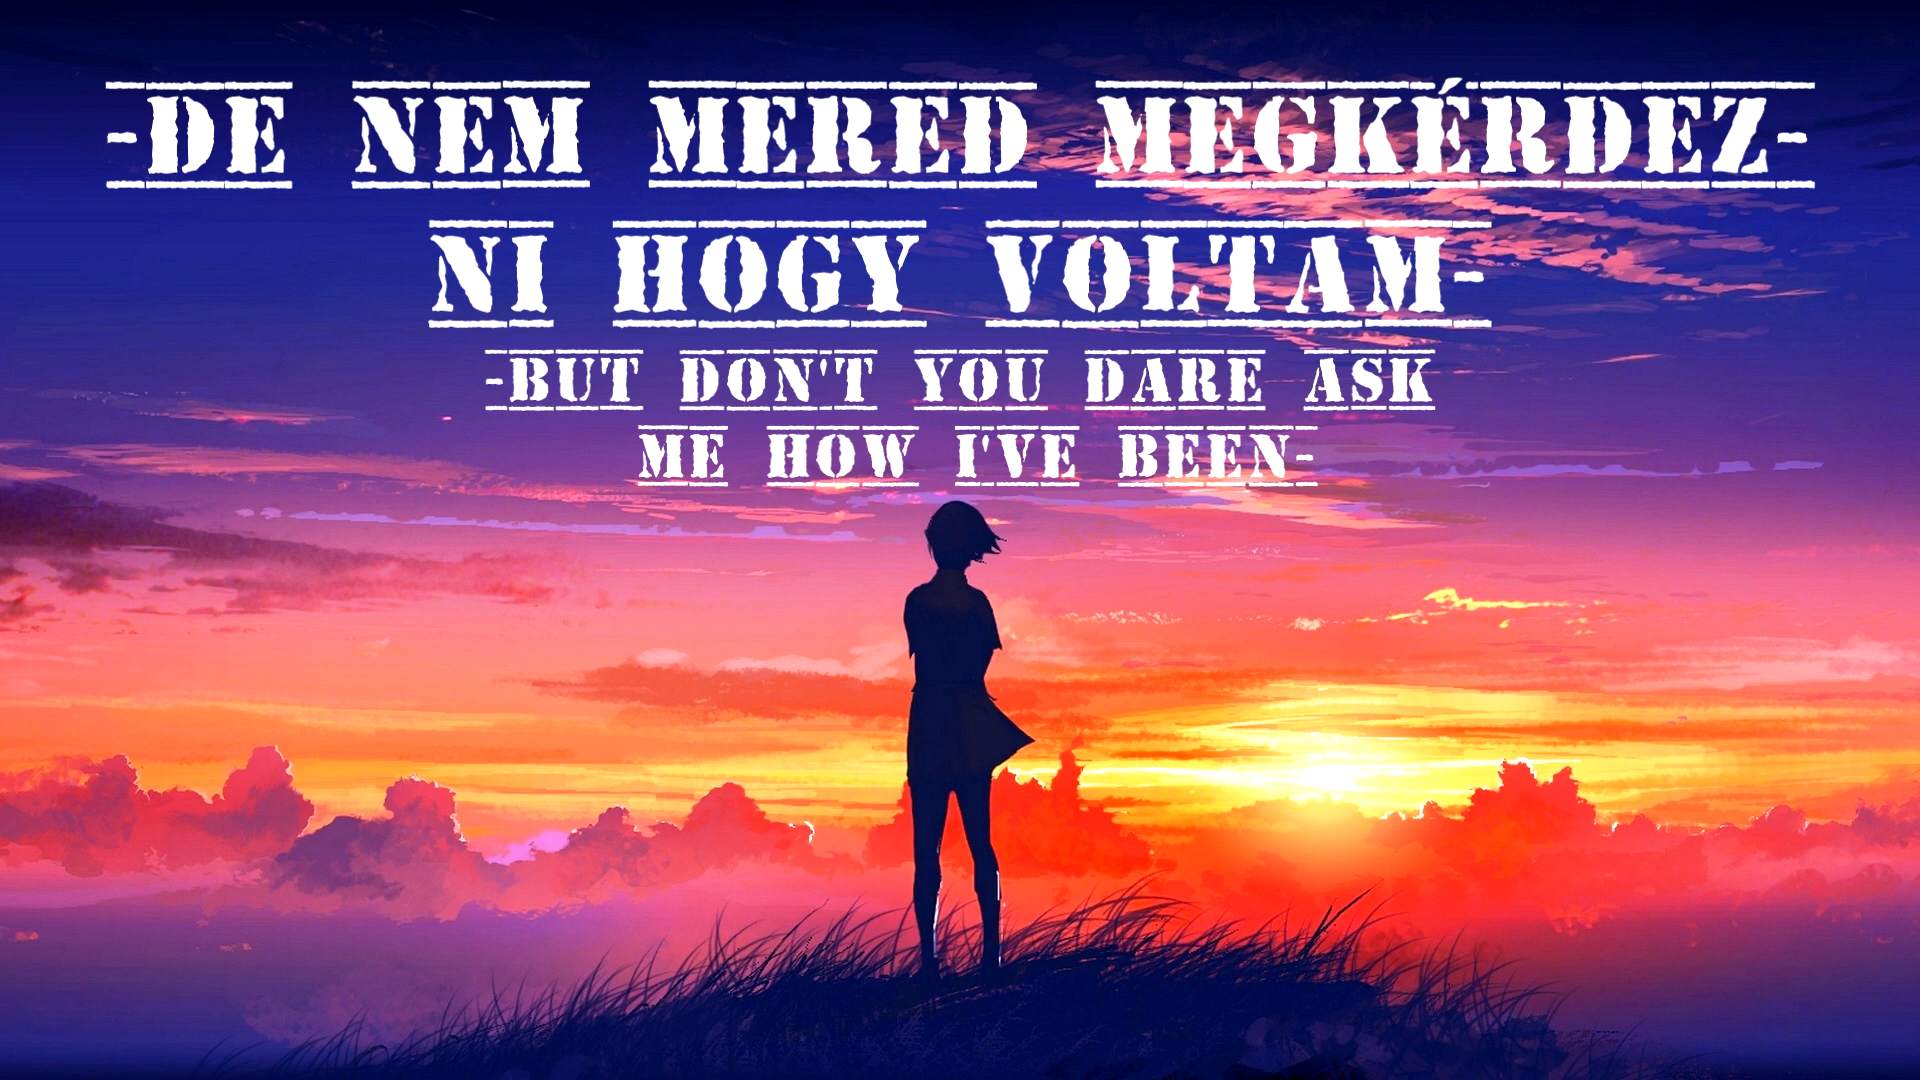 -DE NEM MERED MEGKÉRDEZ-
NI HOGY VOLTAM-
-BUT DON'T YOU DARE ASK
ME HOW I'VE BEEN-